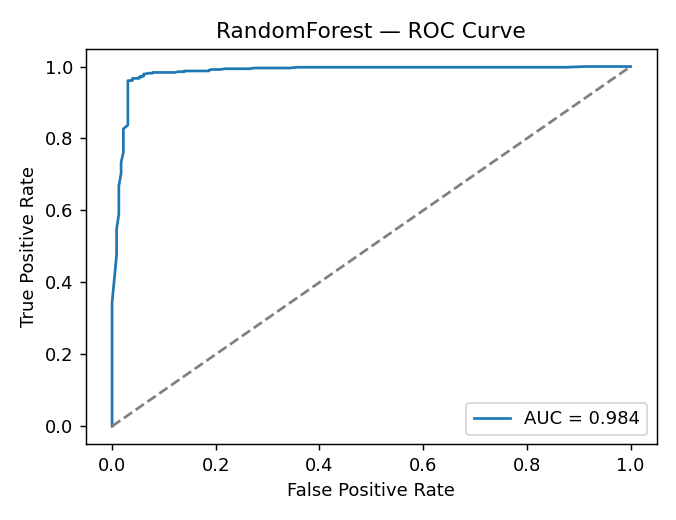 RandomForest — ROC Curve
True Positive Rate
1.0
0.8
0.6
0.4
0.2
0.0
0.0 0.2 0.4 0.6 0.8 1.0
False Positive Rate
AUC = 0.984